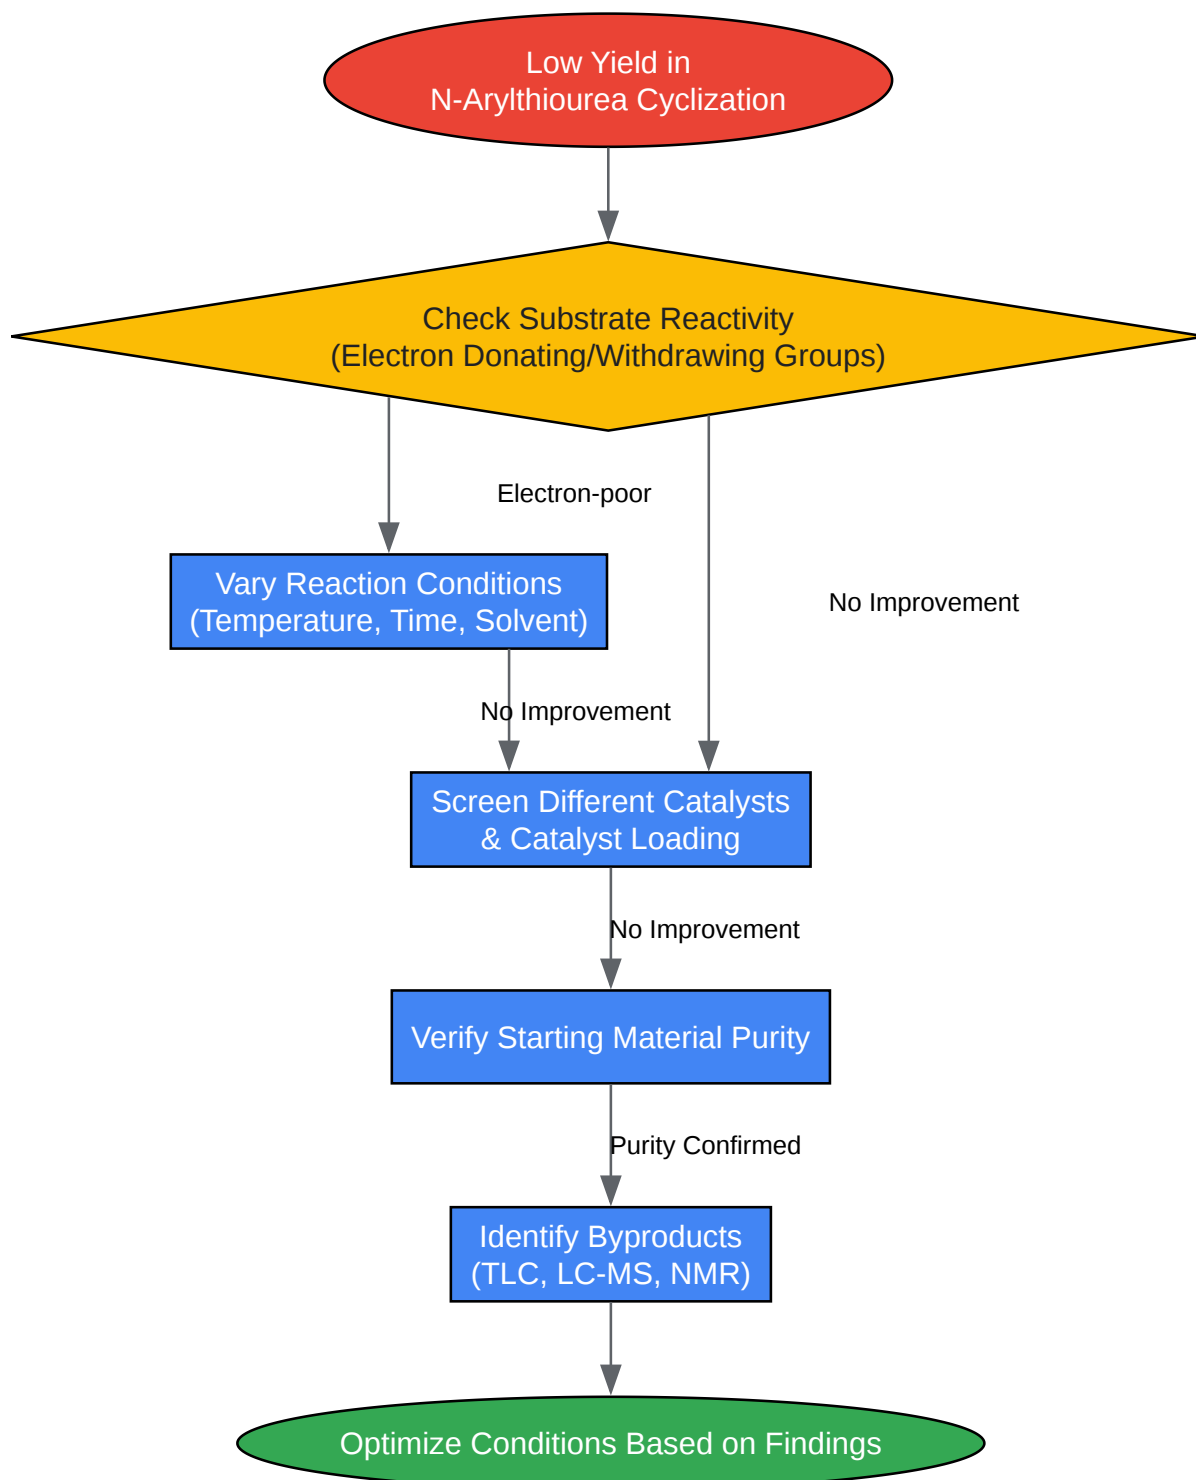 Low Yield in
N-Arylthiourea Cyclization
Check Substrate Reactivity
(Electron Donating/Withdrawing Groups)
Electron-poor
Vary Reaction Conditions
(Temperature, Time, Solvent)
No Improvement
No Improvement
Screen Different Catalysts
& Catalyst Loading
No Improvement
Verify Starting Material Purity
Purity Confirmed
Identify Byproducts
(TLC, LC-MS, NMR)
Optimize Conditions Based on Findings